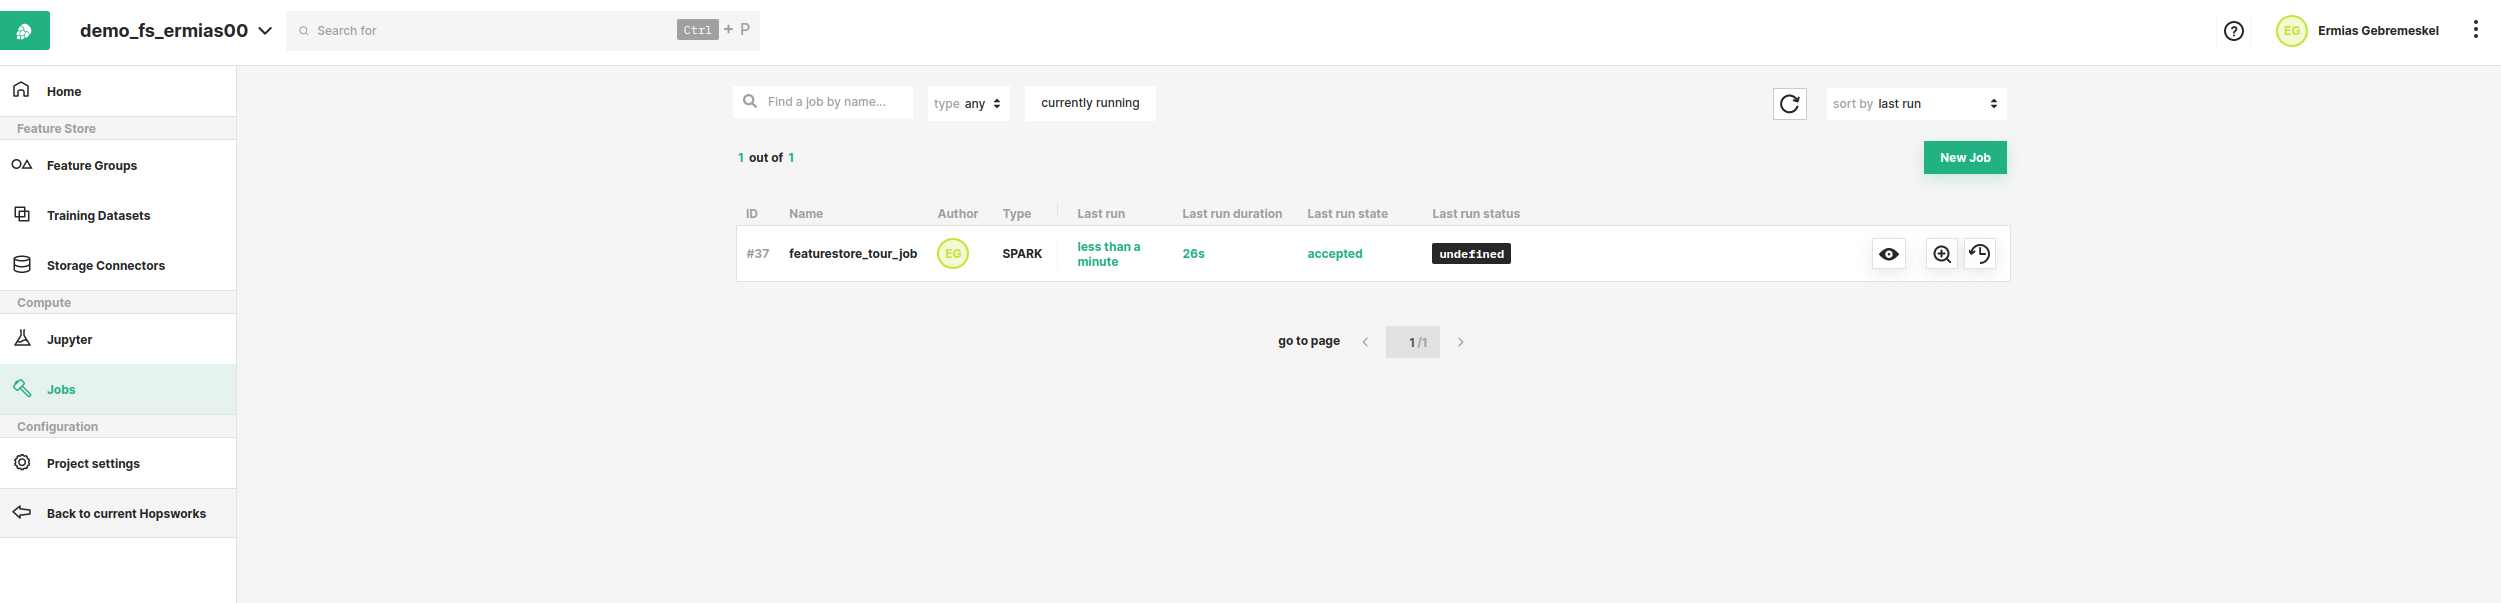 demo_fs_ermias00
Search for
Ctrl + P
EG Ermias Gebremeskel
Home
Feature Store
Feature Groups
Training Datasets
Storage Connectors
Compute
Jupyter
Jobs
Configuration
Project settings
Back to current Hopsworks
Find a job by name...
type any
currently running
sort by last run
1 out of 1
New Job
ID Name Author Type Last run Last run duration Last run state Last run status
#37 featurestore_tour_job EG SPARK less than a 26s accepted undefined
minute
go to page < 1/1 >